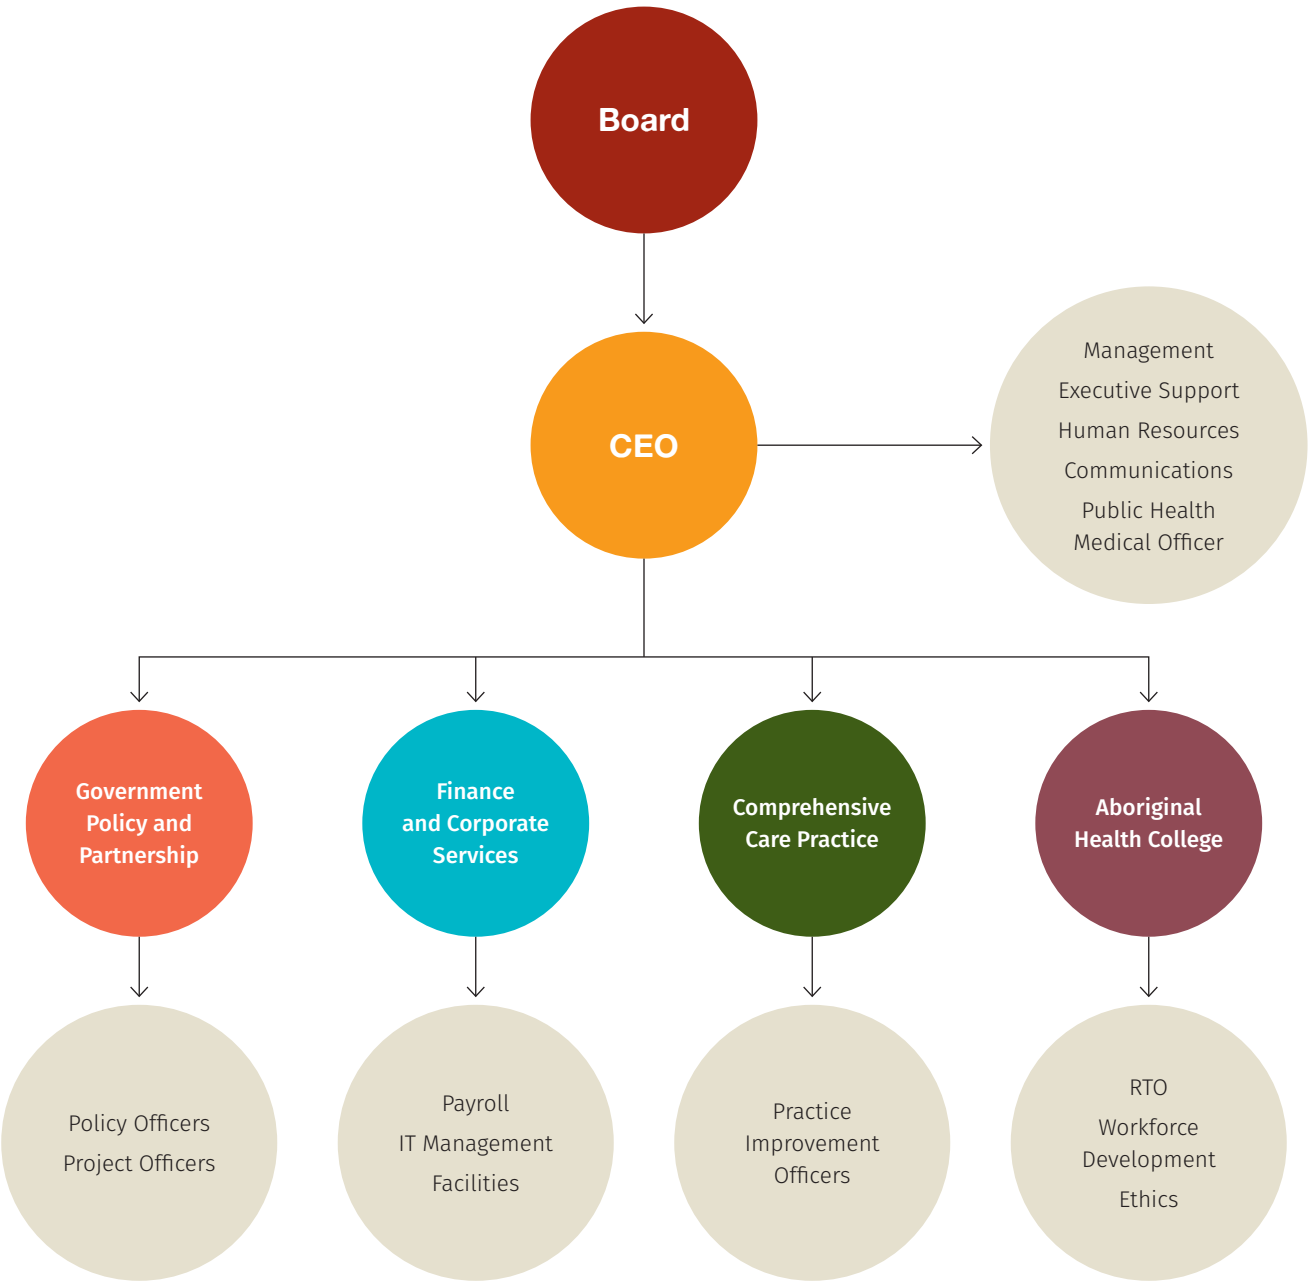 Board
CEO
Management
Executive Support
Human Resources
Communications
Public Health
Medical Officer
Government
Policy and
Partnership
Finance
and Corporate
Services
Comprehensive
Care Practice
Aboriginal
Health College
Policy Officers
Project Officers
Payroll
IT Management
Facilities
Practice
Improvement
Officers
RTO
Workforce
Development
Ethics